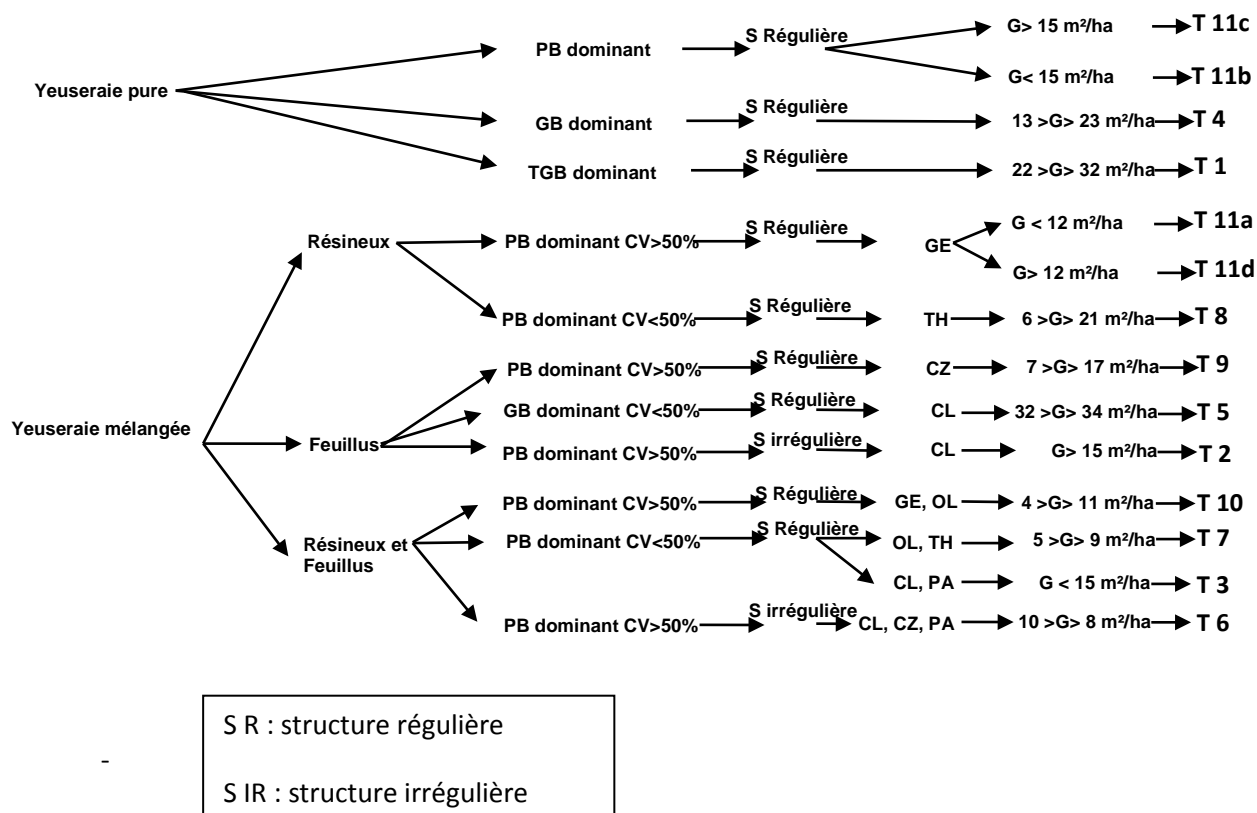 Yeuseraie pure
PB dominant S Régulière G> 15 m²/ha T 11c
G< 15 m²/ha T 11b
GB dominant S Régulière 13 >G> 23 m²/ha T 4
TGB dominant S Régulière 22 >G> 32 m²/ha T 1
Yeuseraie mélangée
Résineux PB dominant CV>50% S Régulière GE G < 12 m²/ha T 11a
G> 12 m²/ha T 11d
PB dominant CV<50% S Régulière TH 6 >G> 21 m²/ha T 8
Feuillus
PB dominant CV>50% S Régulière CZ 7 >G> 17 m²/ha T 9
GB dominant CV<50% S Régulière CL 32 >G> 34 m²/ha T 5
PB dominant CV>50% S irrégulière CL G> 15 m²/ha T 2
Résineux et
Feuillus
PB dominant CV>50% S Régulière GE, OL 4 >G> 11 m²/ha T 10
PB dominant CV<50% S Régulière OL, TH 5 >G> 9 m²/ha T 7
CL, PA G < 15 m²/ha T 3
PB dominant CV>50% S irrégulière CL, CZ, PA 10 >G> 8 m²/ha T 6
S R : structure régulière
-
S IR : structure irrégulière